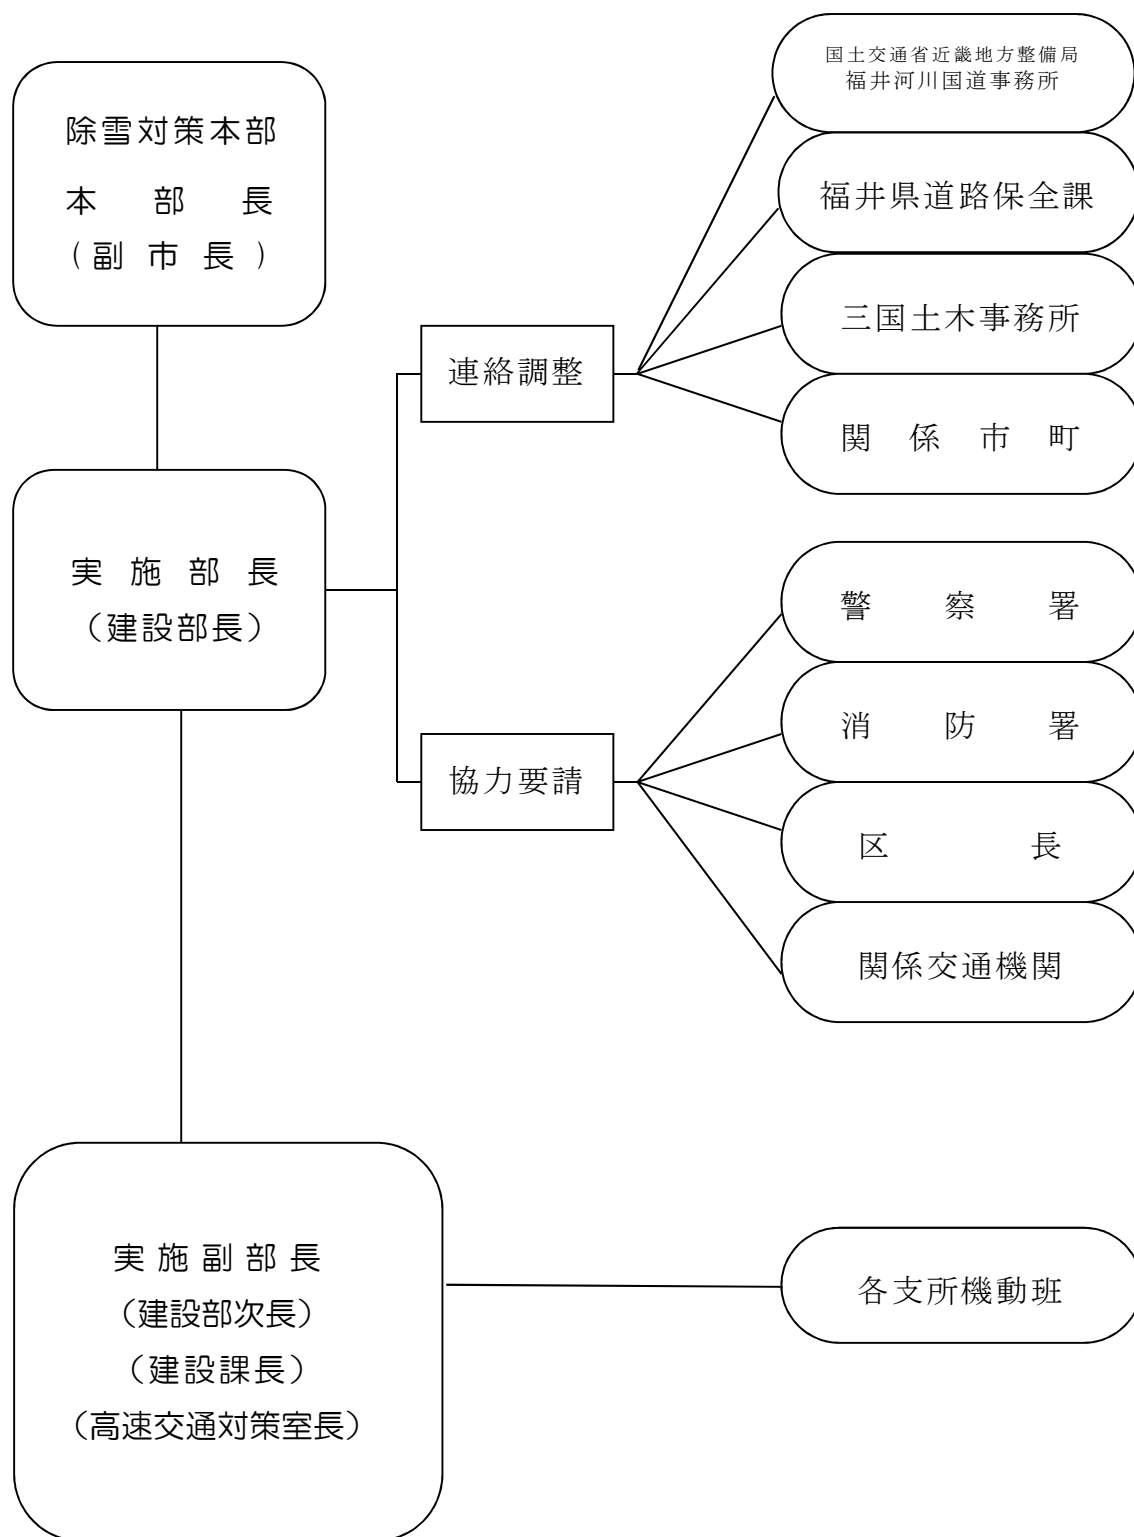 除雪対策本部
本部長
(副市長)
実施部長
(建設部長)
実施副部長
(建設部次長)
(建設課長)
(高速交通対策室長)
連絡調整
国土交通省近畿地方整備局
福井河川国道事務所
福井県道路保全課
三国土木事務所
関係市町
協力要請
警察署
消防署
区長
関係交通機関
各支所機動班